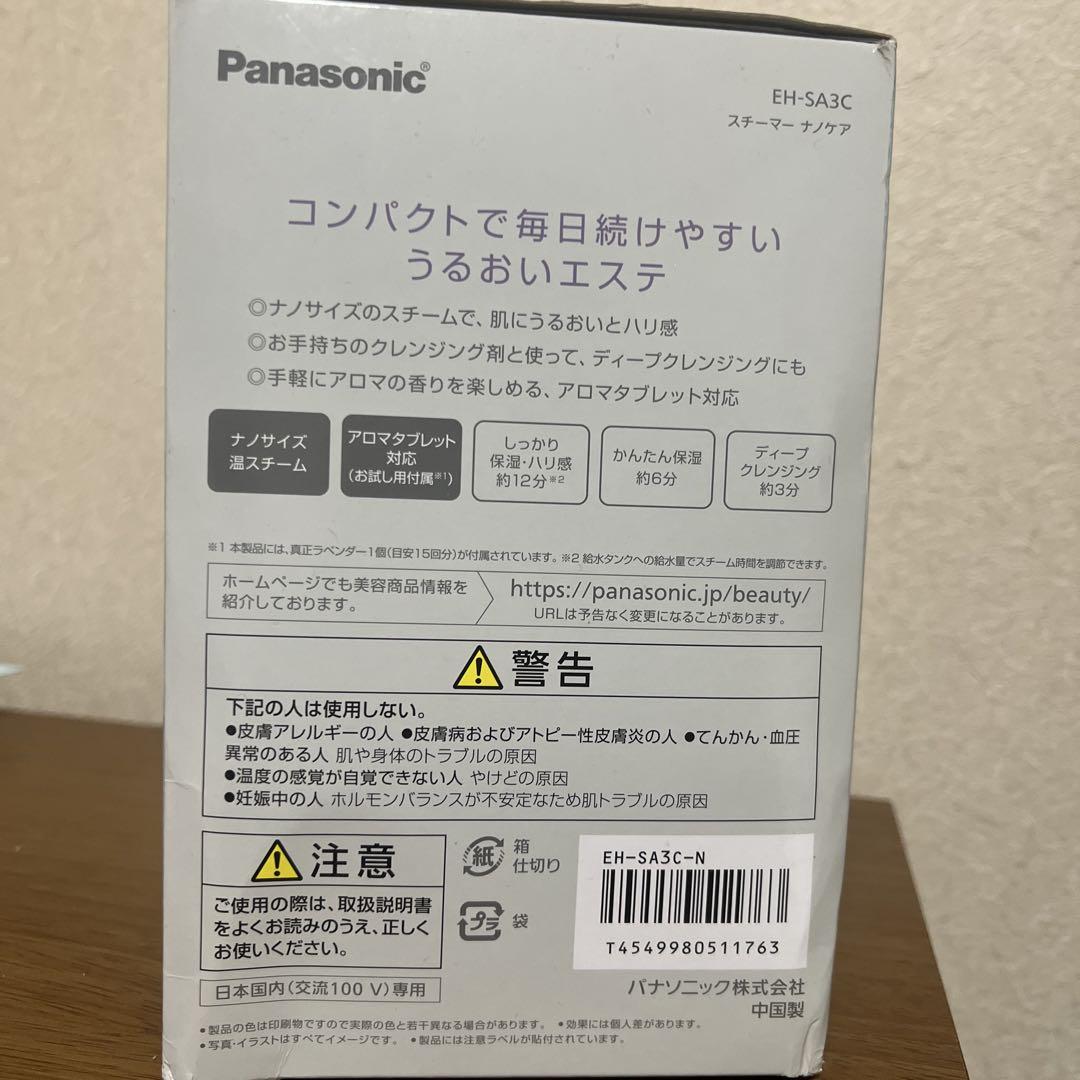 Panasonic®
EH-SA3C
スチーマー ナノケア
コンパクトで毎日続けやすい
うるおいエステ
◎ナノサイズのスチームで、肌にうるおいとハリ感
◎お手持ちのクレンジング剤と使って、ディープクレンジングにも
◎手軽にアロマの香りを楽しめる、アロマタブレット対応
ナノサイズ
温スチーム
アロマタブレット
対応
(お試し用付属※1)
しっかり
保湿・ハリ感
約12分※2
かんたん保湿
約6分
ディープ
クレンジング
約3分
※1 本製品には、真正ラベンダー1個(目安15回分)が付属されています。※2 給水タンクへの給水量でスチーム時間を調節できます。
ホームページでも美容商品情報を
紹介しております。
https://panasonic.jp/beauty/
URLは予告なく変更になることがあります。
警告
下記の人は使用しない。
●皮膚アレルギーの人 ●皮膚病およびアトピー性皮膚炎の人 ●てんかん・血圧
異常のある人 肌や身体のトラブルの原因
●温度の感覚が自覚できない人 やけどの原因
●妊娠中の人 ホルモンバランスが不安定なため肌トラブルの原因
注意
ご使用の際は、取扱説明書
をよくお読みのうえ、正しく
お使いください。
日本国内(交流100 V)専用
紙
箱
仕切り
プラ
袋
EH-SA3C-N
T4549980511763
パナソニック株式会社
中国製
●製品の色は印刷物ですので実際の色と若干異なる場合があります。 ●効果には個人差があります。
●写真・イラストはすべてイメージです。 ●製品には注意ラベルが貼付されています。